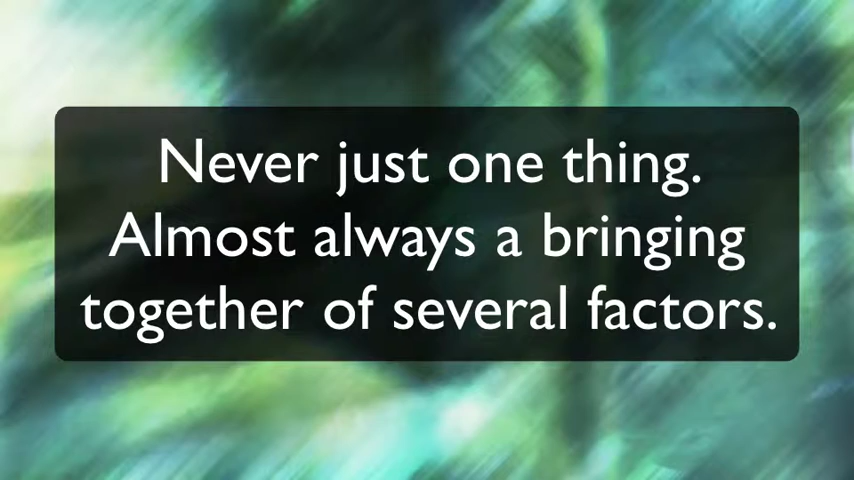 Never just one thing.
Almost always a bringing
together of several factors.